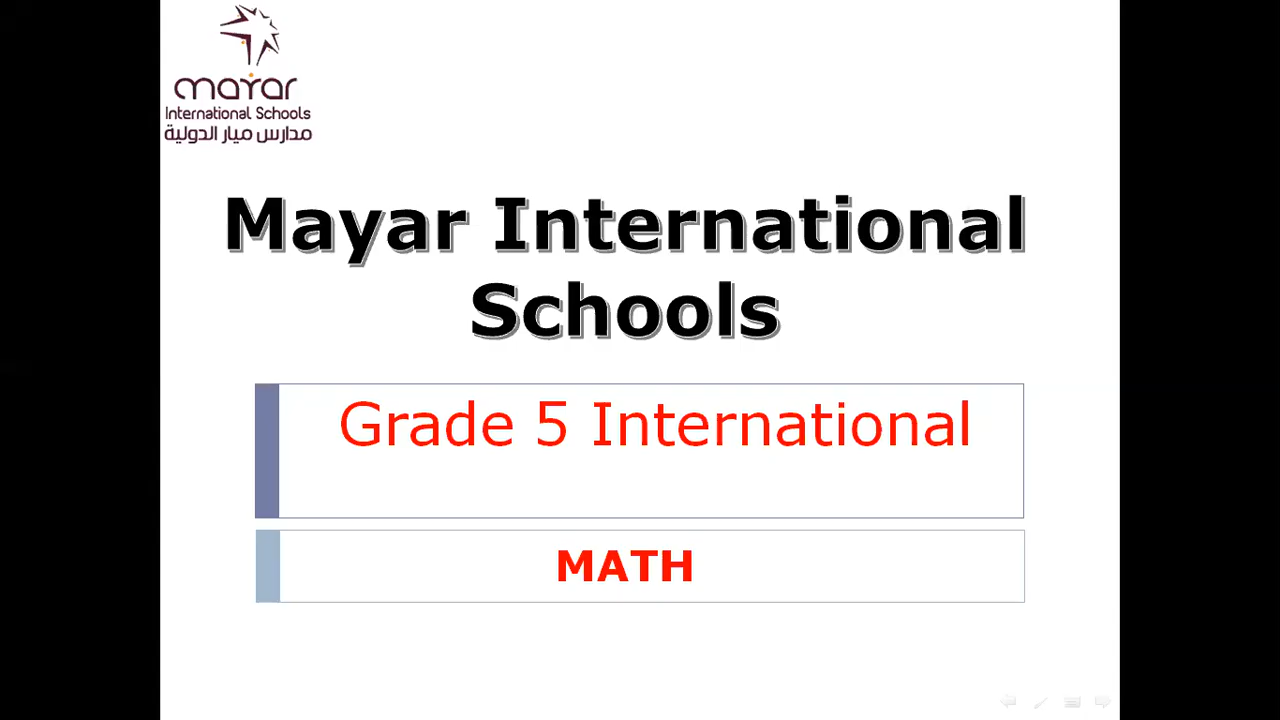 mayar
International Schools
مدارس ميار الدولية
Mayar International
Schools
Grade 5 International
MATH